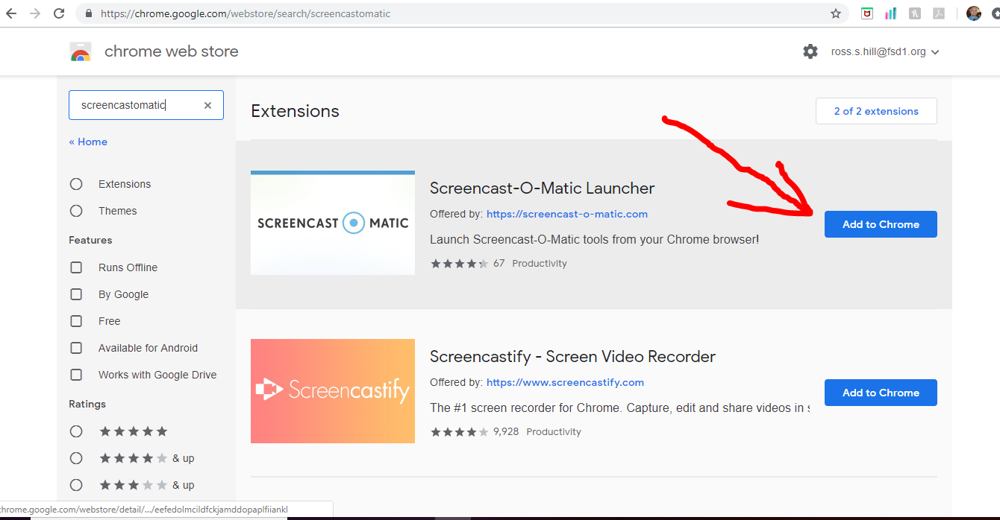 https://chrome.google.com/webstore/search/screencastomatic
chrome web store
ross.s.hill@fsd1.org
screencastomatic
« Home
Extensions
Themes
Features
Runs Offline
By Google
Free
Available for Android
Works with Google Drive
Ratings
& up
& up
Extensions
2 of 2 extensions
SCREENCAST MATIC
Screencast-O-Matic Launcher
Offered by: https://screencast-o-matic.com
Launch Screencast-O-Matic tools from your Chrome browser!
67 Productivity
Add to Chrome
Screencastify
Screencastify - Screen Video Recorder
Offered by: https://www.screencastify.com
The #1 screen recorder for Chrome. Capture, edit and share videos in s
9,928 Productivity
Add to Chrome
chrome.google.com/webstore/detail/.../eefedolmcildfckjamddopaplfiiankl